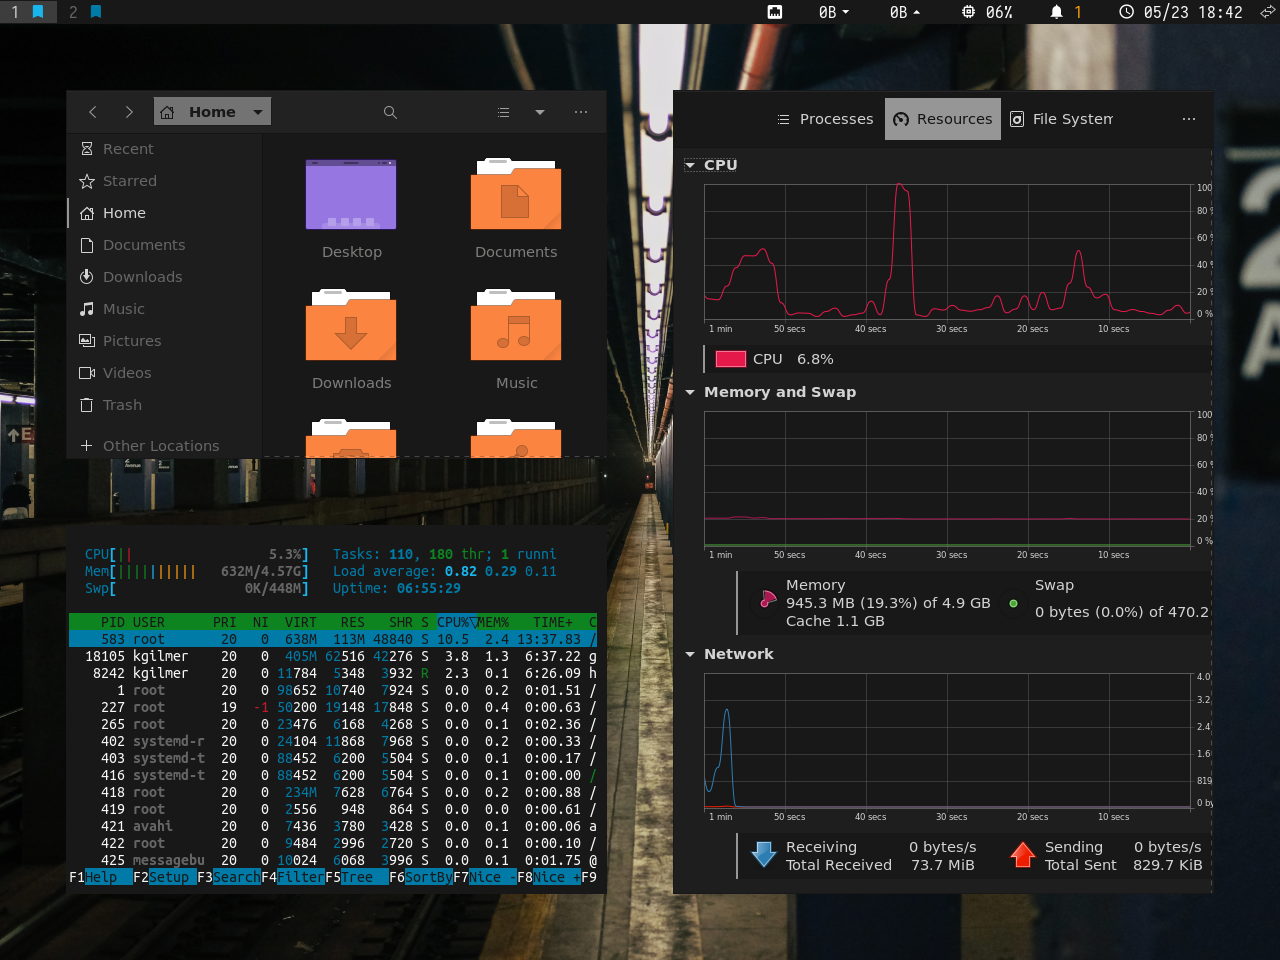 1 2 0B 0B 06% 1 05/23 18:42
Home
Recent
Starred
Home
Documents
Downloads
Music
Pictures
Videos
Trash
Other Locations
Desktop Documents
Downloads Music
CPU[|| 5.3%] Tasks: 110, 180 thr; 1 runni
Mem[|||||||||| 632M/4.57G] Load average: 0.82 0.29 0.11
Swp[ 0K/448M] Uptime: 06:55:29
PID USER PRI NI VIRT RES SHR S CPU%▽MEM% TIME+ C
583 root 20 0 638M 113M 48840 S 10.5 2.4 13:37.83 /
18105 kgilmer 20 0 405M 62516 42276 S 3.8 1.3 6:37.22 g
8242 kgilmer 20 0 11784 5348 3932 R 2.3 0.1 6:26.09 h
1 root 20 0 98652 10740 7924 S 0.0 0.2 0:01.51 /
227 root 19 -1 50200 19148 17848 S 0.0 0.4 0:00.63 /
265 root 20 0 23476 6168 4268 S 0.0 0.1 0:02.36 /
402 systemd-r 20 0 24104 11868 7968 S 0.0 0.2 0:00.33 /
403 systemd-t 20 0 88452 6200 5504 S 0.0 0.1 0:00.17 /
416 systemd-t 20 0 88452 6200 5504 S 0.0 0.1 0:00.00 /
418 root 20 0 234M 7628 6764 S 0.0 0.2 0:00.88 /
419 root 20 0 2556 948 864 S 0.0 0.0 0:00.61 /
421 avahi 20 0 7436 3780 3428 S 0.0 0.1 0:00.06 a
422 root 20 0 9484 2996 2720 S 0.0 0.1 0:00.10 /
425 messagebu 20 0 10024 6068 3996 S 0.0 0.1 0:01.75 @
F1Help F2Setup F3SearchF4FilterF5Tree F6SortByF7Nice -F8Nice +F9
Processes Resources File System
CPU
100
80 %
60 %
40 %
20 %
0 %
1 min 50 secs 40 secs 30 secs 20 secs 10 secs
CPU 6.8%
Memory and Swap
100
80 %
60 %
40 %
20 %
0 %
1 min 50 secs 40 secs 30 secs 20 secs 10 secs
Memory Swap
945.3 MB (19.3%) of 4.9 GB 0 bytes (0.0%) of 470.2
Cache 1.1 GB
Network
4.0
3.2
2.4
1.6
819
0 by
1 min 50 secs 40 secs 30 secs 20 secs 10 secs
Receiving 0 bytes/s Sending 0 bytes/s
Total Received 73.7 MiB Total Sent 829.7 KiB
2
A